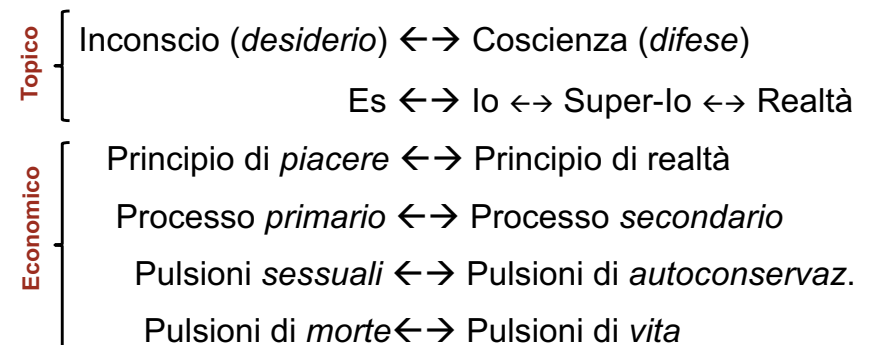 Topico
Inconscio (desiderio) ←→ Coscienza (difese)
Es ←→ Io ←→ Super-Io ←→ Realtà
Economico
Principio di piacere ←→ Principio di realtà
Processo primario ←→ Processo secondario
Pulsioni sessuali ←→ Pulsioni di autoconservaz.
Pulsioni di morte←→ Pulsioni di vita